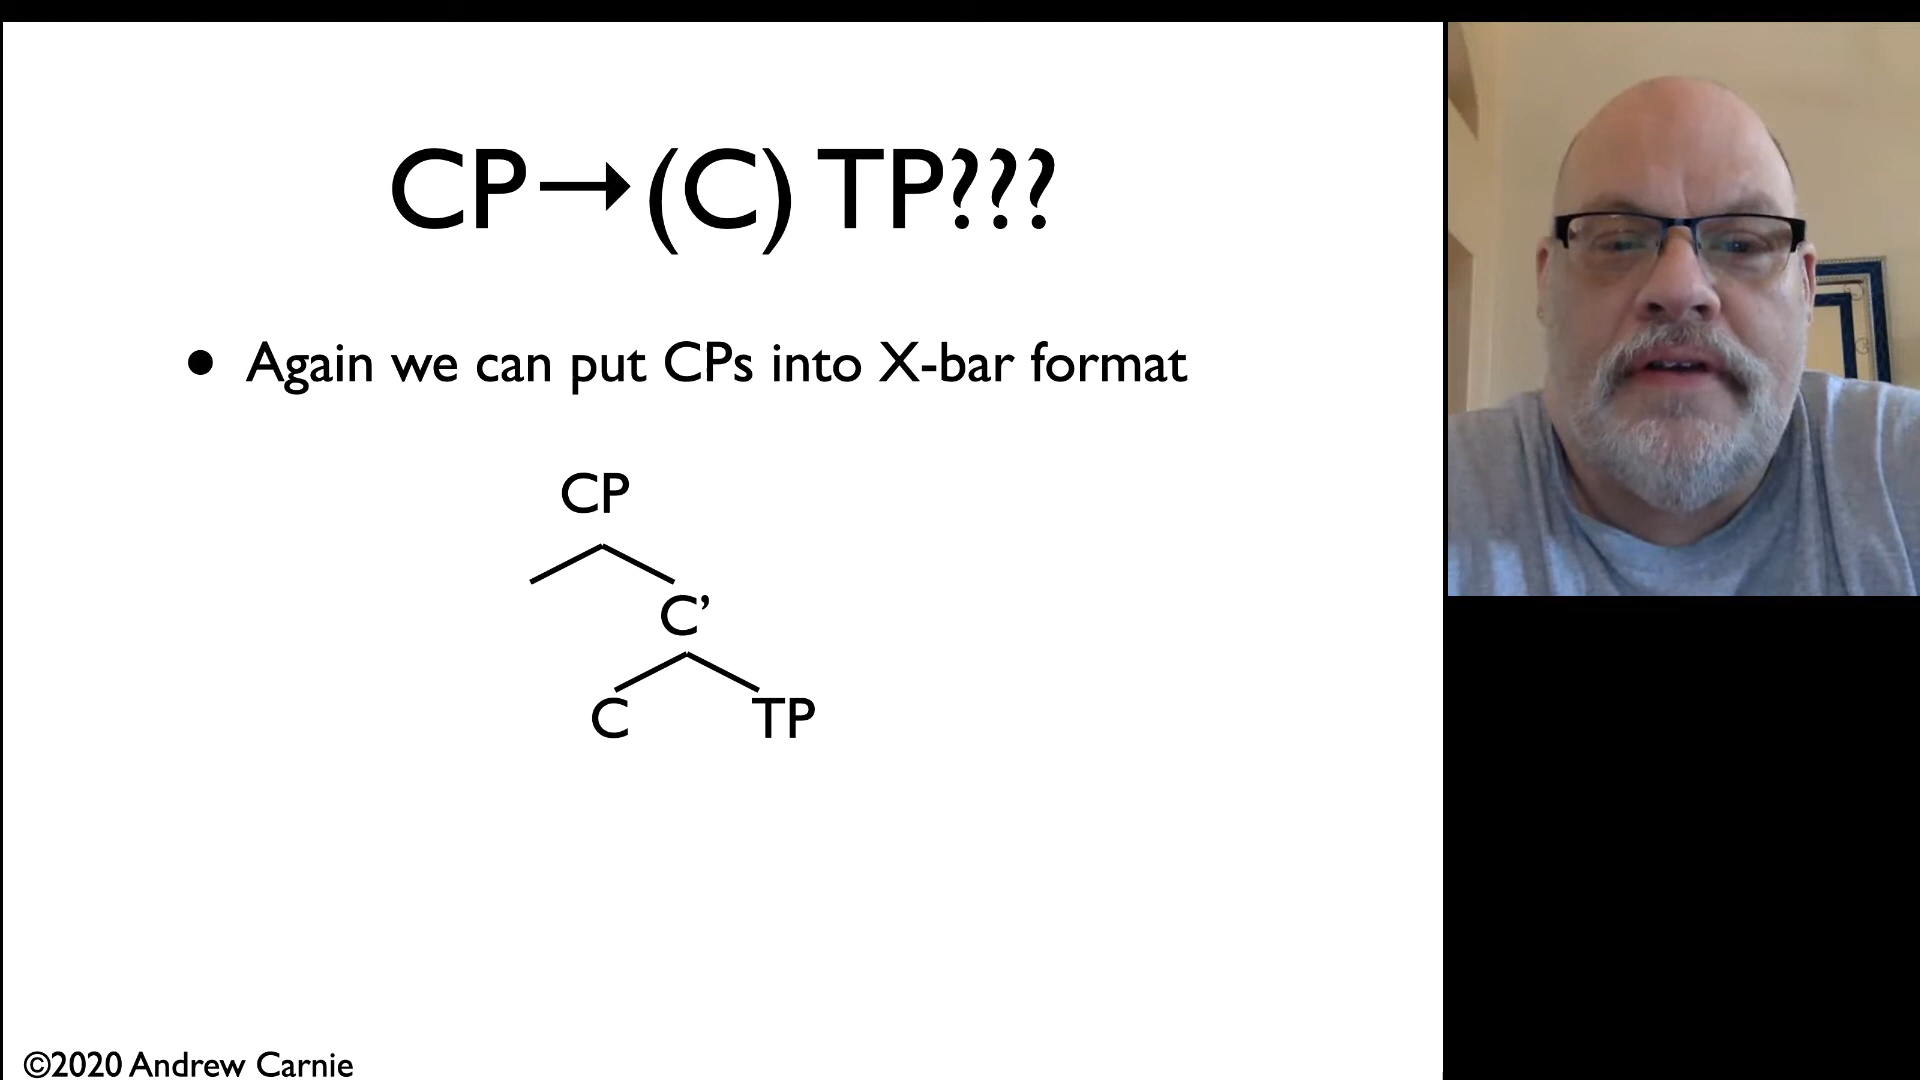 CP→(C) TP???
• Again we can put CPs into X-bar format
CP
C’
C TP
©2020 Andrew Carnie